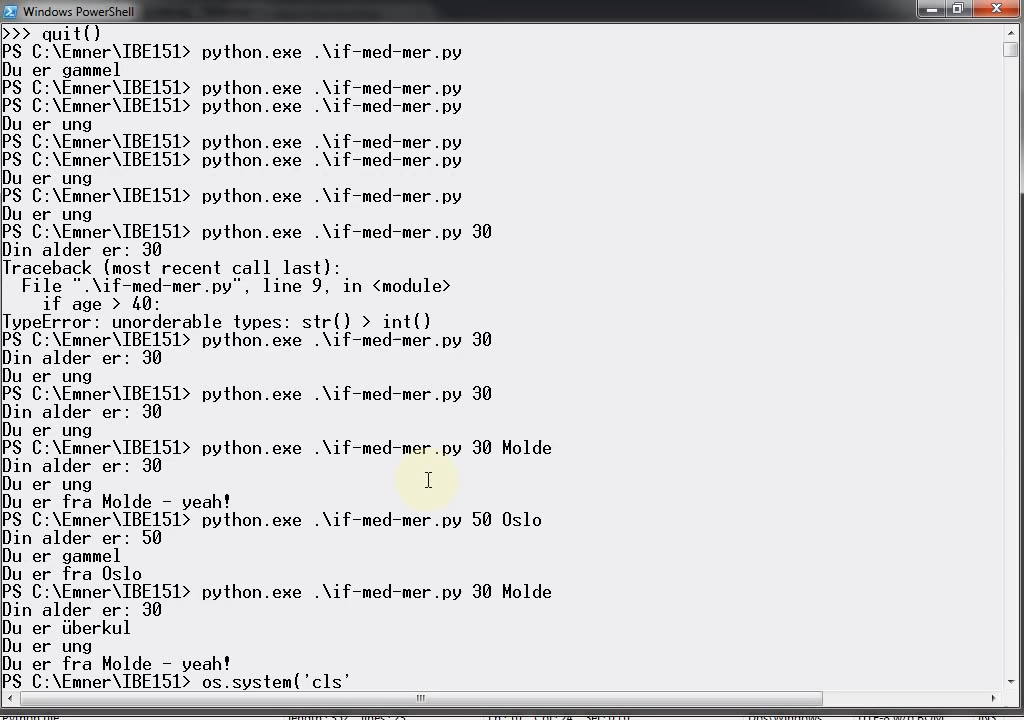 Windows PowerShell
>>> quit()
PS C:\Emner\IBE151> python.exe .\if-med-mer.py
Du er gammel
PS C:\Emner\IBE151> python.exe .\if-med-mer.py
PS C:\Emner\IBE151> python.exe .\if-med-mer.py
Du er ung
PS C:\Emner\IBE151> python.exe .\if-med-mer.py
PS C:\Emner\IBE151> python.exe .\if-med-mer.py
Du er ung
PS C:\Emner\IBE151> python.exe .\if-med-mer.py
Du er ung
PS C:\Emner\IBE151> python.exe .\if-med-mer.py 30
Din alder er: 30
Traceback (most recent call last):
  File ".\if-med-mer.py", line 9, in <module>
    if age > 40:
TypeError: unorderable types: str() > int()
PS C:\Emner\IBE151> python.exe .\if-med-mer.py 30
Din alder er: 30
Du er ung
PS C:\Emner\IBE151> python.exe .\if-med-mer.py 30
Din alder er: 30
Du er ung
PS C:\Emner\IBE151> python.exe .\if-med-mer.py 30 Molde
Din alder er: 30
Du er ung
Du er fra Molde - yeah!
PS C:\Emner\IBE151> python.exe .\if-med-mer.py 50 Oslo
Din alder er: 50
Du er gammel
Du er fra Oslo
PS C:\Emner\IBE151> python.exe .\if-med-mer.py 30 Molde
Din alder er: 30
Du er überkul
Du er ung
Du er fra Molde - yeah!
PS C:\Emner\IBE151> os.system('cls'